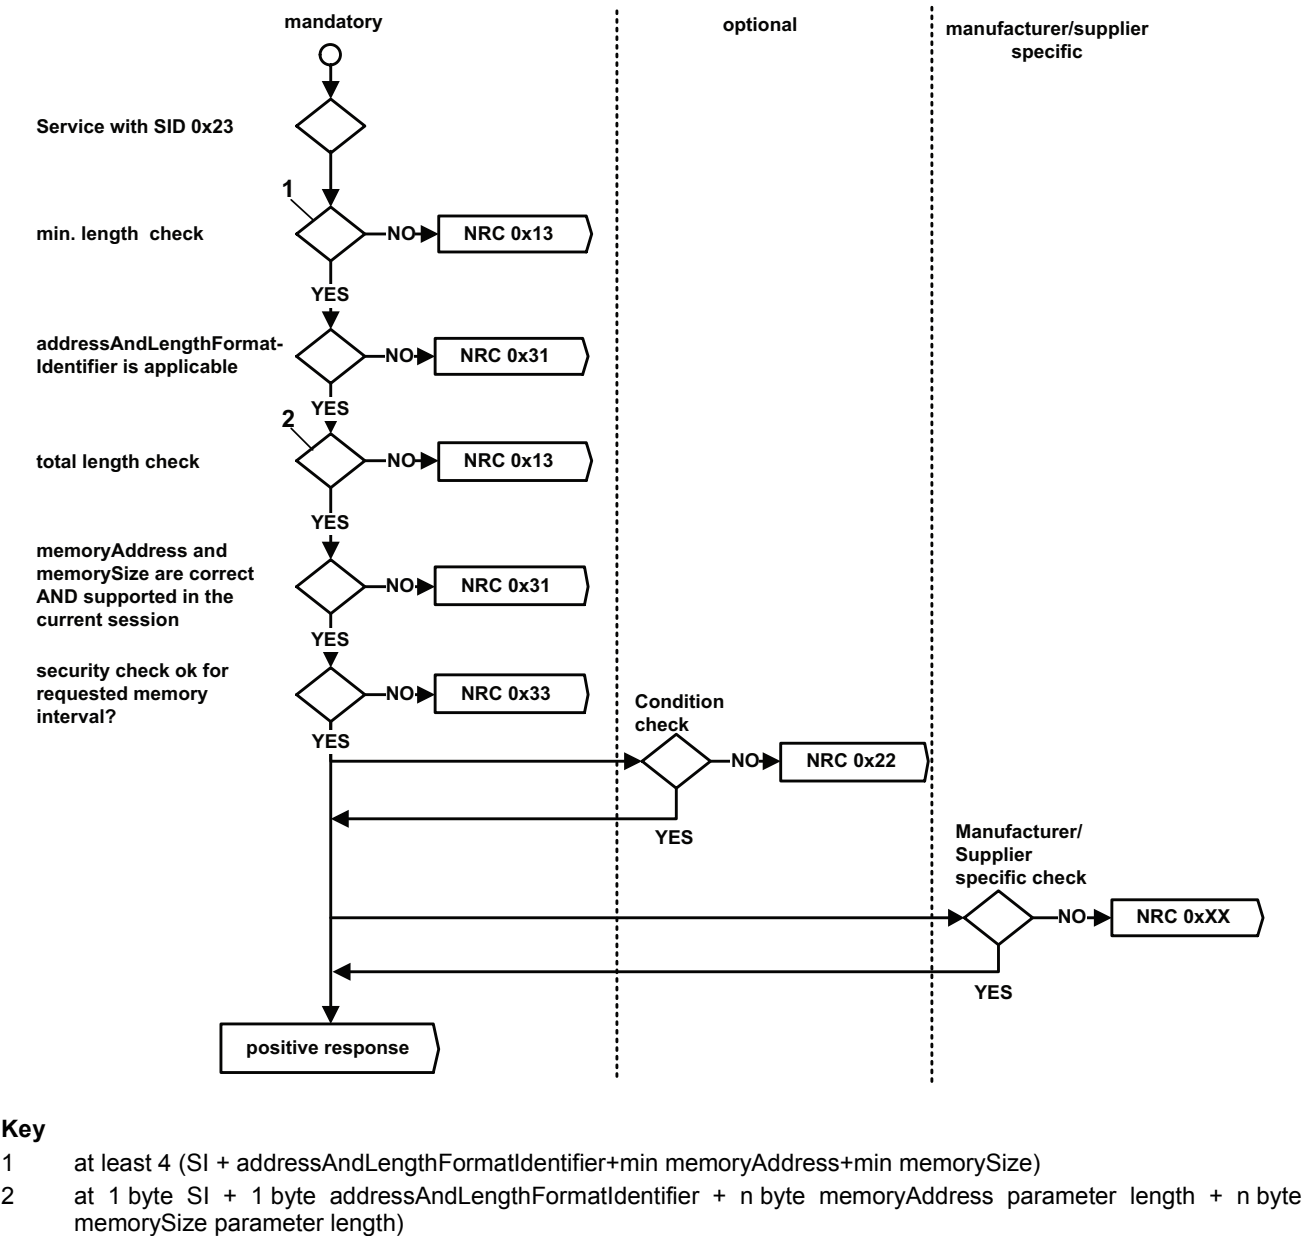 mandatory
optional
manufacturer/supplier
specific
Service with SID 0x23
1
min. length check
NO
NRC 0x13
YES
addressAndLengthFormat-
Identifier is applicable
NO
NRC 0x31
YES
2
total length check
NO
NRC 0x13
YES
memoryAddress and
memorySize are correct
AND supported in the
current session
NO
NRC 0x31
YES
security check ok for
requested memory
interval?
NO
NRC 0x33
YES
Condition
check
NO
NRC 0x22
YES
Manufacturer/
Supplier
specific check
NO
NRC 0xXX
YES
positive response
Key
1 at least 4 (SI + addressAndLengthFormatIdentifier+min memoryAddress+min memorySize)
2 at 1 byte SI + 1 byte addressAndLengthFormatIdentifier + n byte memoryAddress parameter length + n byte
memorySize parameter length)